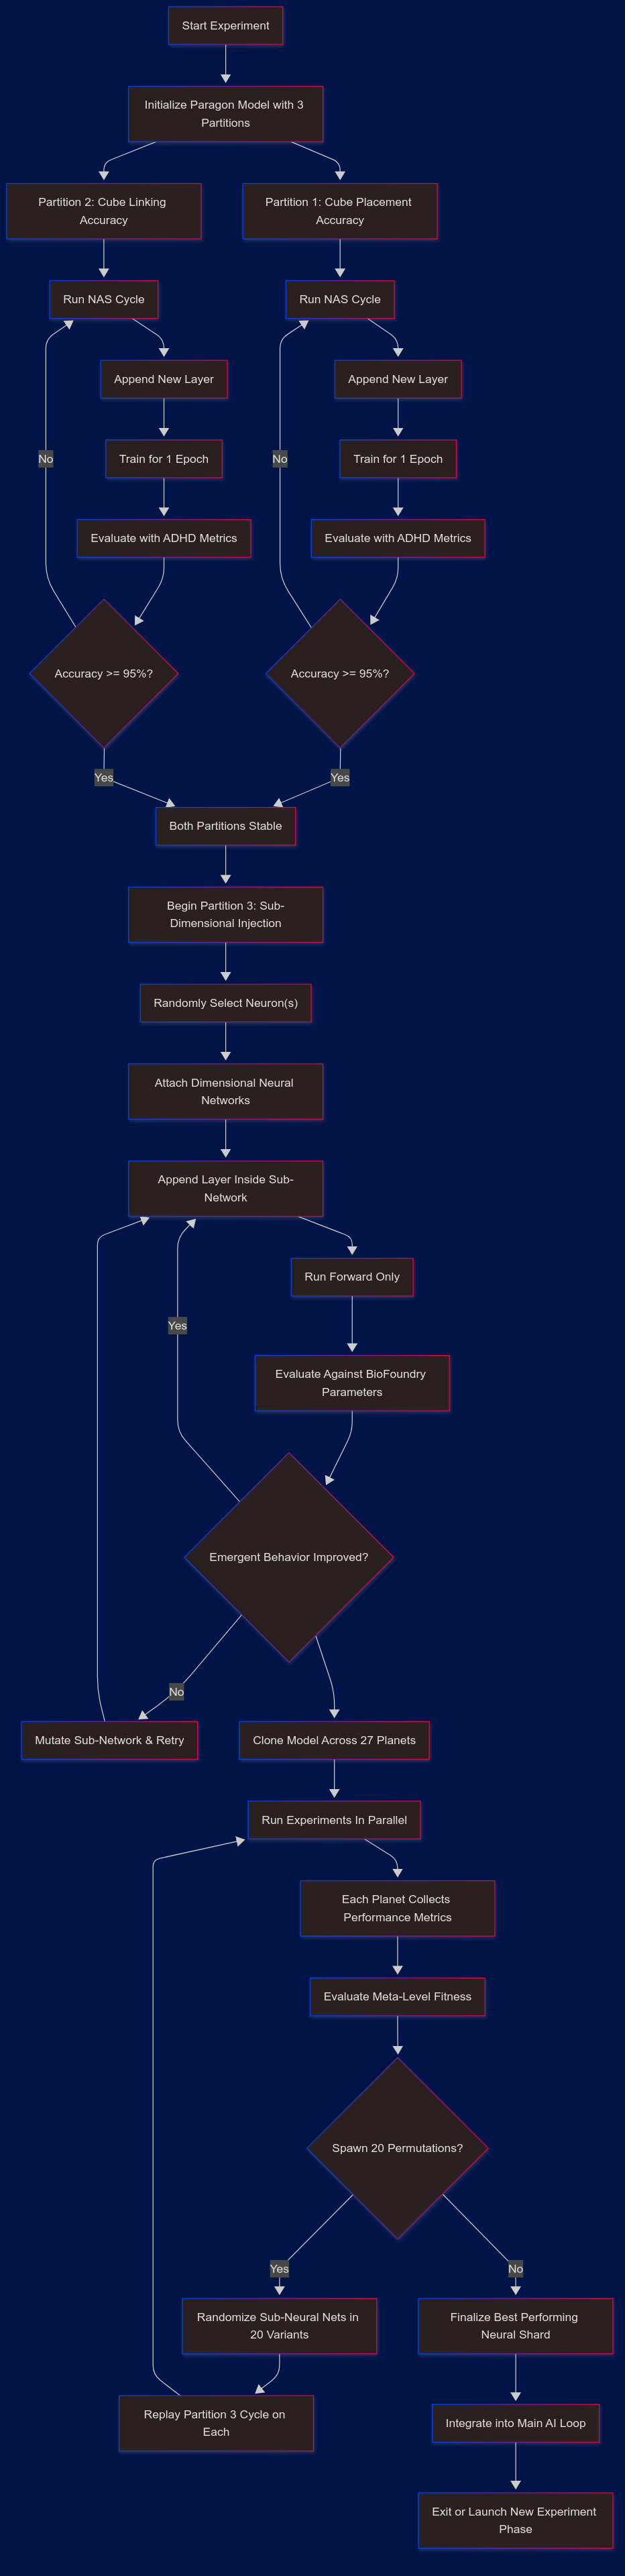 Start Experiment
Initialize Paragon Model with 3
Partitions
Partition 2: Cube Linking
Accuracy
Partition 1: Cube Placement
Accuracy
Run NAS Cycle
Run NAS Cycle
Append New Layer
Append New Layer
No
Train for 1 Epoch
No
Train for 1 Epoch
Evaluate with ADHD Metrics
Evaluate with ADHD Metrics
Accuracy >= 95%?
Accuracy >= 95%?
Yes
Yes
Both Partitions Stable
Begin Partition 3: Sub-
Dimensional Injection
Randomly Select Neuron(s)
Attach Dimensional Neural
Networks
Append Layer Inside Sub-
Network
Run Forward Only
Yes
Evaluate Against BioFoundry
Parameters
Emergent Behavior Improved?
No
Mutate Sub-Network & Retry
Clone Model Across 27 Planets
Run Experiments In Parallel
Each Planet Collects
Performance Metrics
Evaluate Meta-Level Fitness
Spawn 20 Permutations?
Yes
No
Randomize Sub-Neural Nets in
20 Variants
Finalize Best Performing
Neural Shard
Replay Partition 3 Cycle on
Each
Integrate into Main AI Loop
Exit or Launch New Experiment
Phase